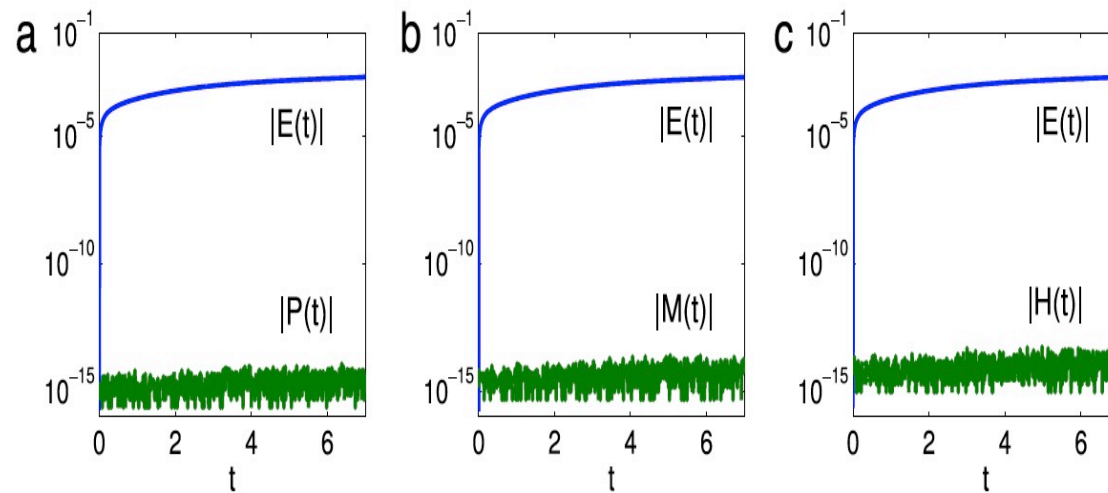 a
10^{-1}
|E(t)|
10^{-5}
10^{-10}
|P(t)|
10^{-15}
0 2 4 6
t
b
10^{-1}
|E(t)|
10^{-5}
10^{-10}
|M(t)|
10^{-15}
0 2 4 6
t
c
10^{-1}
|E(t)|
10^{-5}
10^{-10}
|H(t)|
10^{-15}
0 2 4 6
t